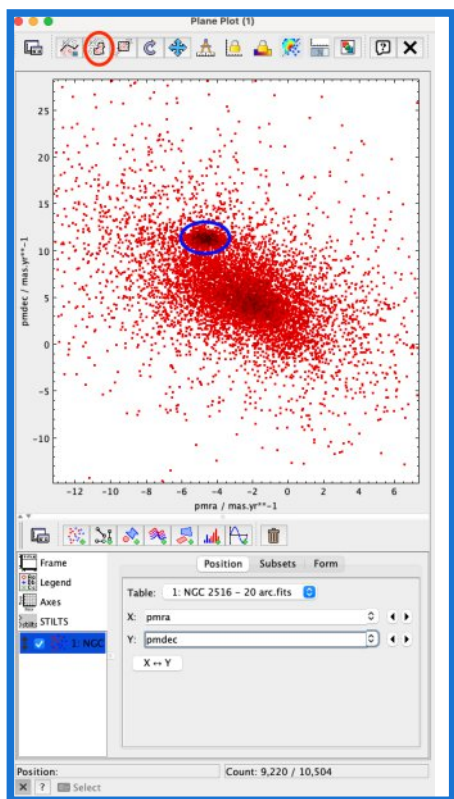 Plane Plot (1)
25
20
15
10
5
0
-5
-10
pmdec / mas.yr**-1
-12 -10 -8 -6 -4 -2 0 2 4 6
pmra / mas.yr**-1
Frame
Legend
Axes
STILTS
1: NGC
Position Subsets Form
Table: 1: NGC 2516 - 20 arc.fits
X: pmra
Y: pmdec
X ↔ Y
Position:
Count: 9,220 / 10,504
? Select